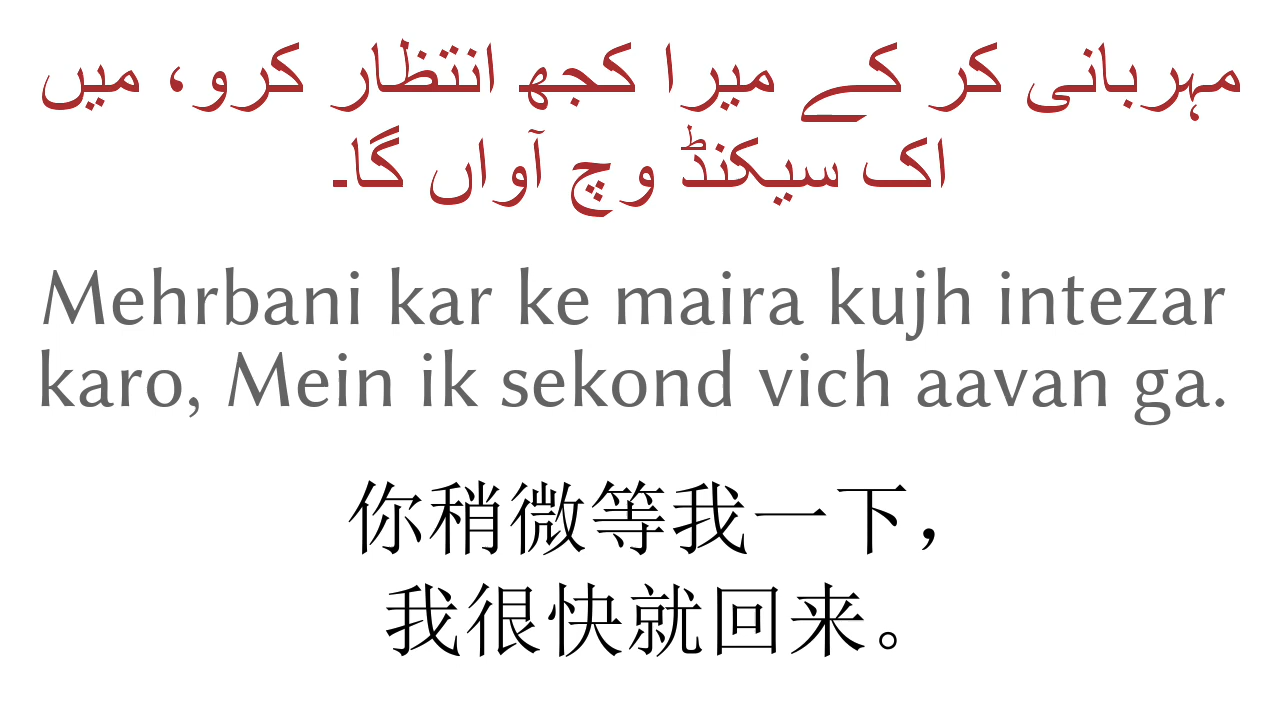 مہربانی کر کے میرا کجھ انتظار کرو، میں
اک سیکنڈ وچ آواں گا۔
Mehrbani kar ke maira kujh intezar
karo, Mein ik sekond vich aavan ga.
你稍微等我一下，
我很快就回来。